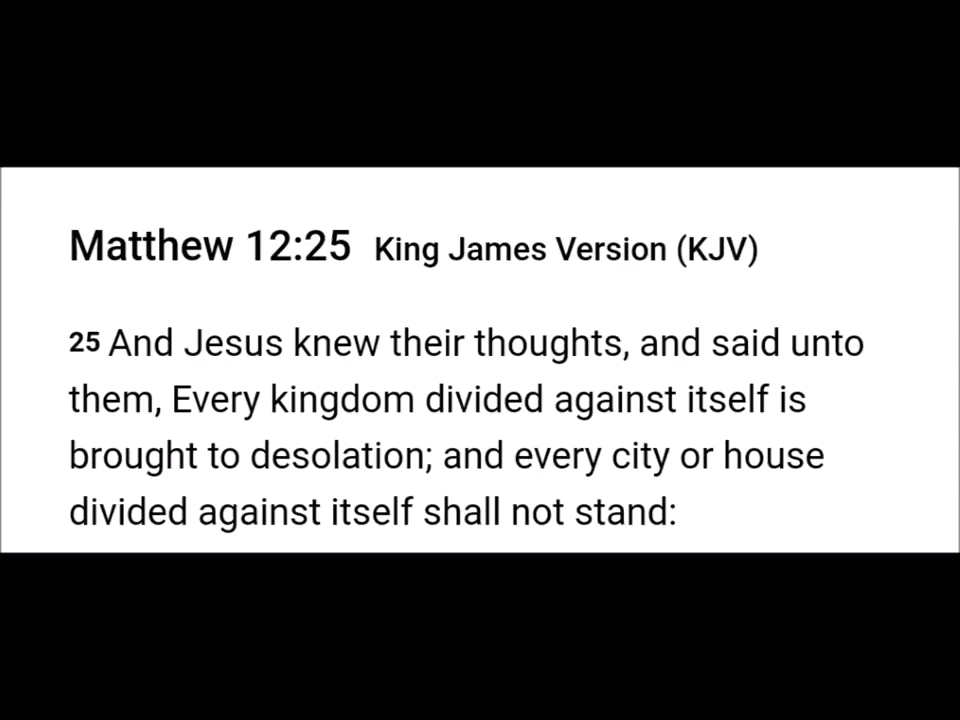 Matthew 12:25 King James Version (KJV)
25 And Jesus knew their thoughts, and said unto
them, Every kingdom divided against itself is
brought to desolation; and every city or house
divided against itself shall not stand: